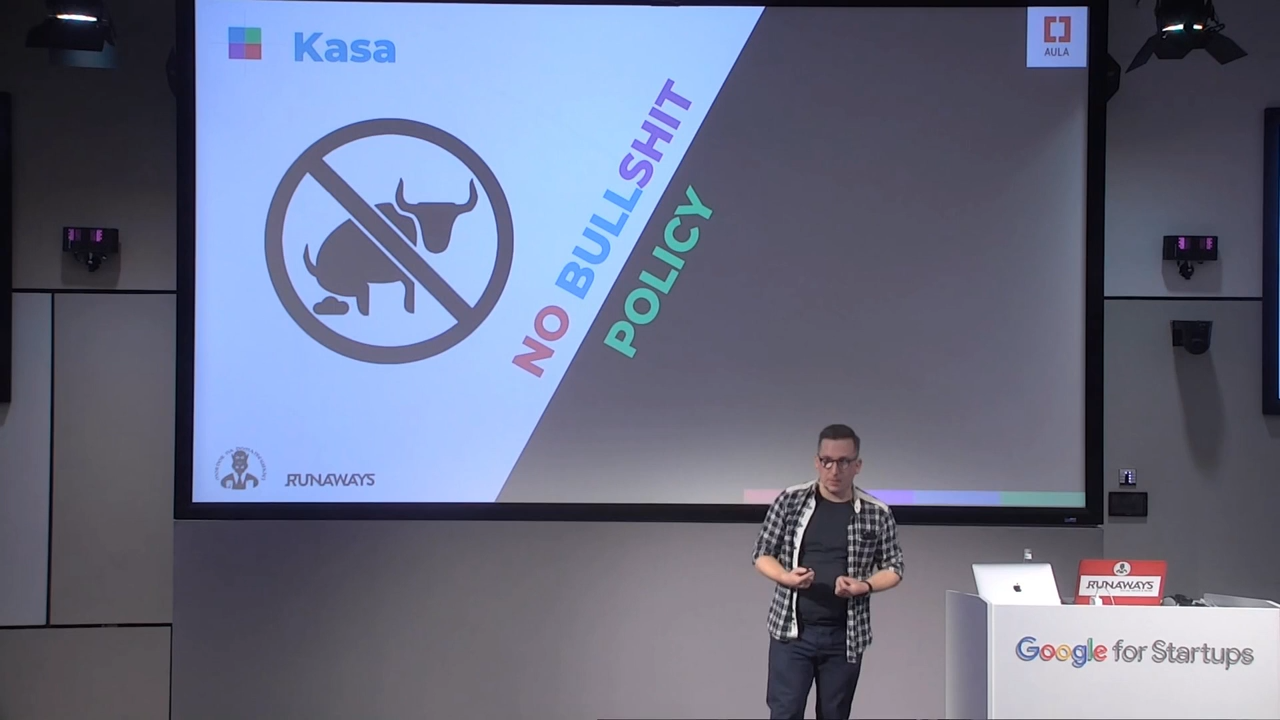 Kasa
AULA
NO BULLSHIT
POLICY
RUNAWAYS
RUNAWAYS
Google for Startups